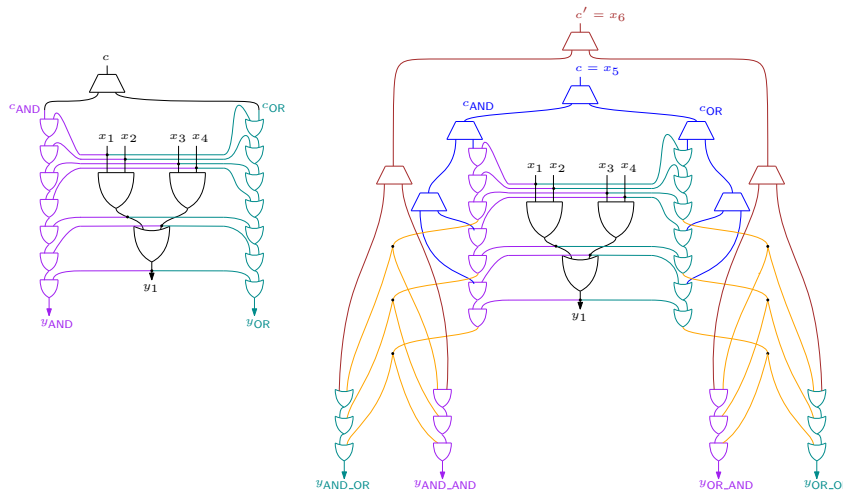 c
c_AND
c_OR
x_1 x_2 x_3 x_4
y_1
y_AND
y_OR
c′ = x_6
c = x_5
c_AND
c_OR
x_1 x_2 x_3 x_4
y_1
y_AND_OR
y_AND_AND
y_OR_AND
y_OR_O